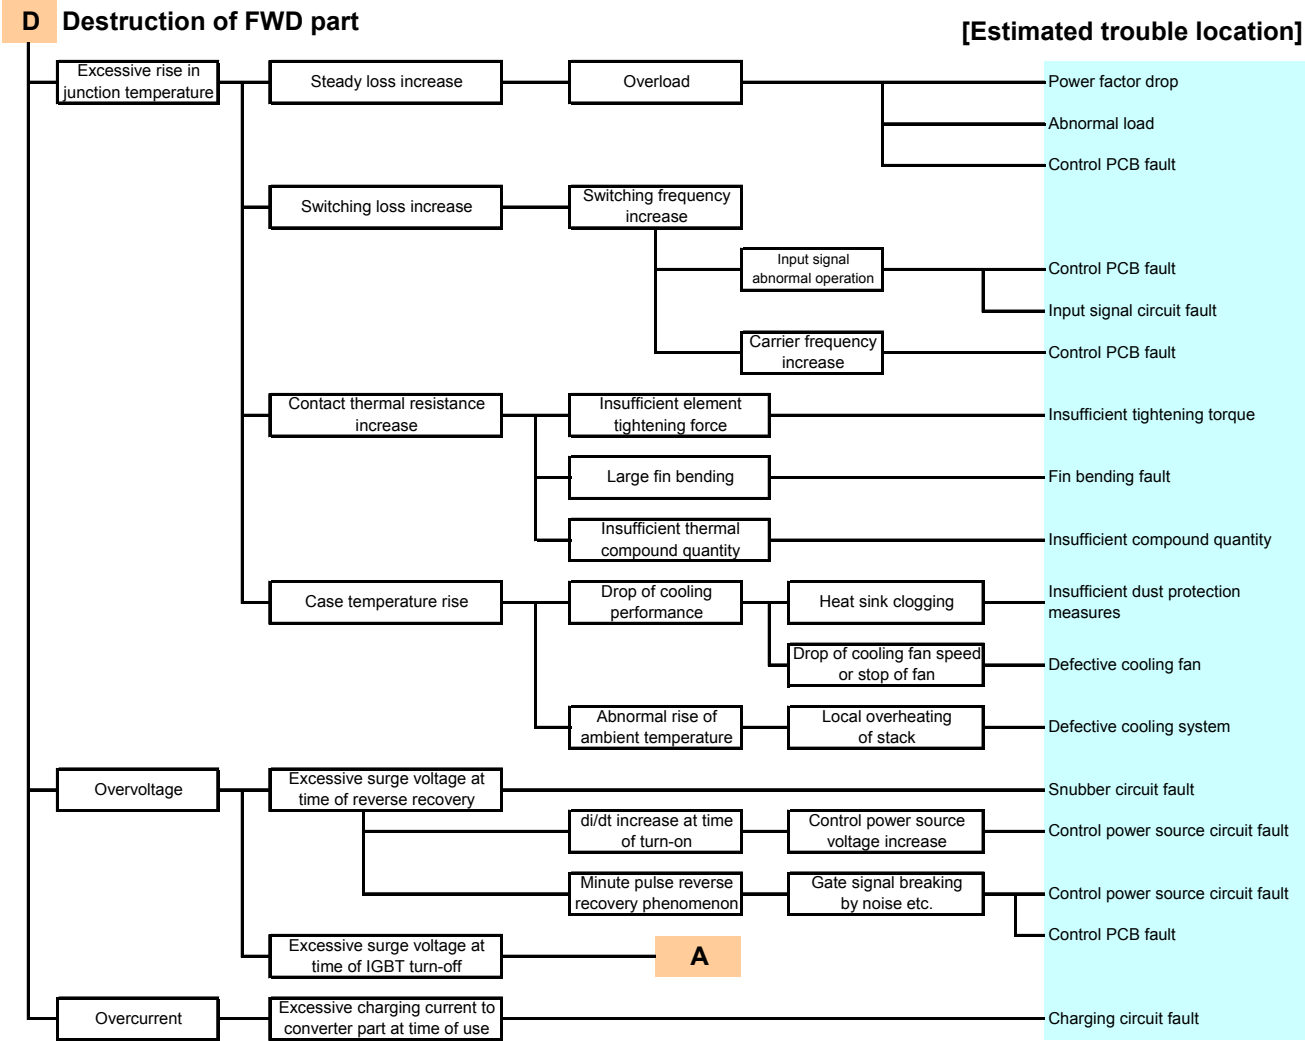 D Destruction of FWD part
[Estimated trouble location]
Excessive rise in
junction temperature
Steady loss increase
Overload
Power factor drop
Abnormal load
Control PCB fault
Switching loss increase
Switching frequency
increase
Input signal
abnormal operation
Control PCB fault
Input signal circuit fault
Carrier frequency
increase
Control PCB fault
Contact thermal resistance
increase
Insufficient element
tightening force
Insufficient tightening torque
Large fin bending
Fin bending fault
Insufficient thermal
compound quantity
Insufficient compound quantity
Case temperature rise
Drop of cooling
performance
Heat sink clogging
Insufficient dust protection
measures
Drop of cooling fan speed
or stop of fan
Defective cooling fan
Abnormal rise of
ambient temperature
Local overheating
of stack
Defective cooling system
Overvoltage
Excessive surge voltage at
time of reverse recovery
Snubber circuit fault
di/dt increase at time
of turn-on
Control power source
voltage increase
Control power source circuit fault
Minute pulse reverse
recovery phenomenon
Gate signal breaking
by noise etc.
Control power source circuit fault
Control PCB fault
Excessive surge voltage at
time of IGBT turn-off
A
Overcurrent
Excessive charging current to
converter part at time of use
Charging circuit fault